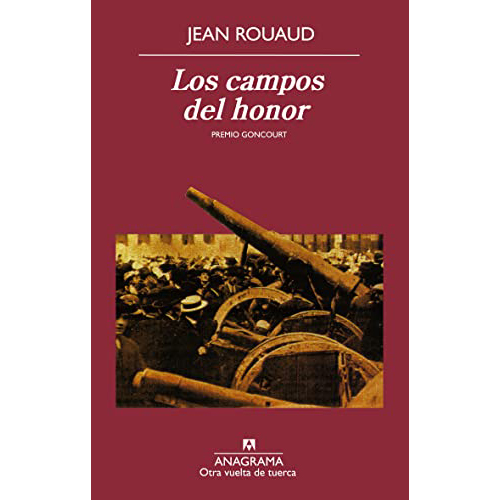 JEAN ROUAUD
Los campos
del honor
PREMIO GONCOURT
ANAGRAMA
Otra vuelta de tuerca